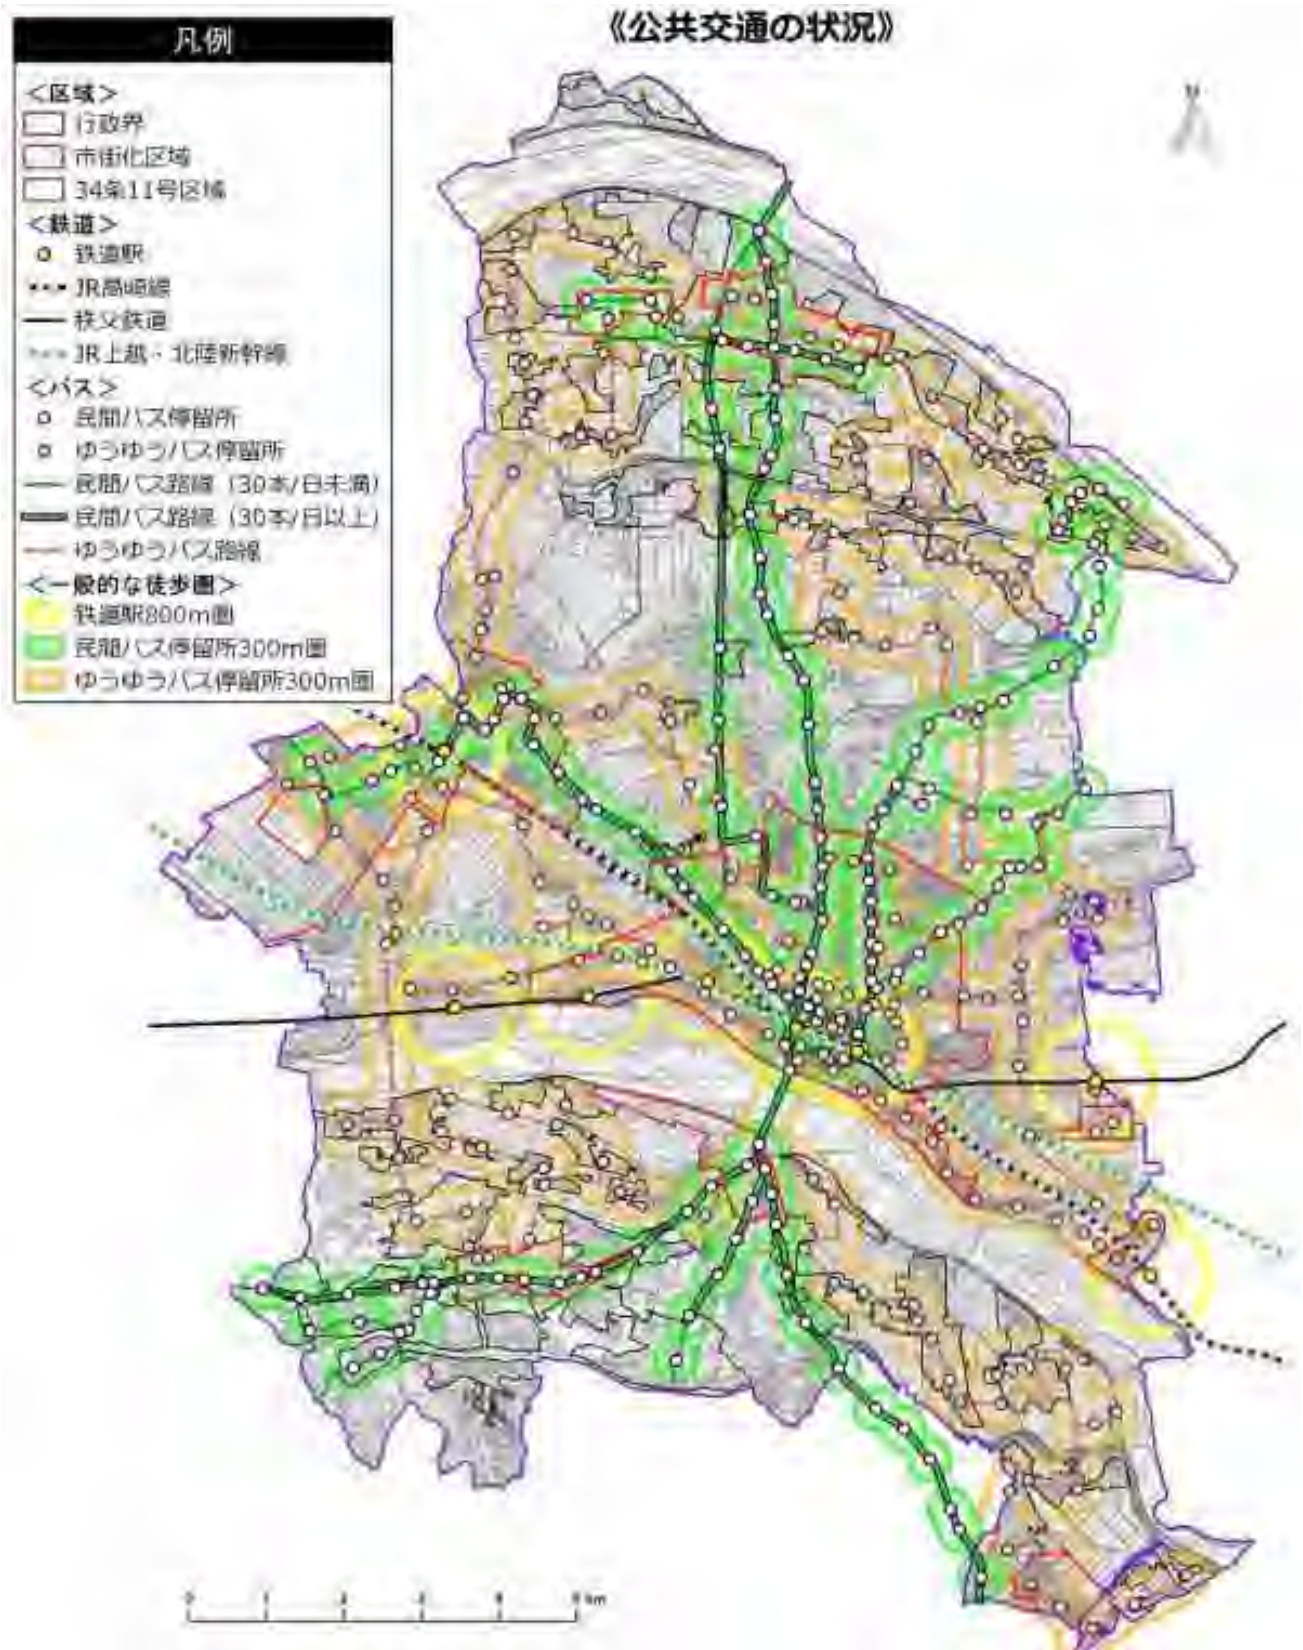 《公共交通の状況》
凡例
＜区域＞
行政界
市街化区域
34条11号区域
＜鉄道＞
鉄道駅
JR高崎線
秩父鉄道
JR上越・北陸新幹線
＜バス＞
民間バス停留所
ゆうゆうバス停留所
民間バス路線（30本/日未満）
民間バス路線（30本/日以上）
ゆうゆうバス路線
＜一般的な徒歩圏＞
鉄道駅800m圏
民間バス停留所300m圏
ゆうゆうバス停留所300m圏
N
0
km